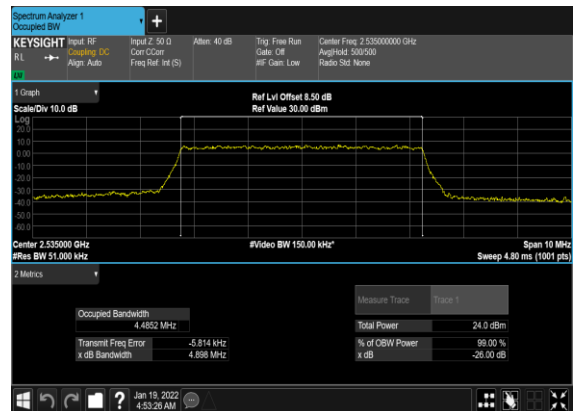 Spectrum Analyzer 1
Occupied BW
KEYSIGHT Input: RF Input Z: 50 Ω Atten: 40 dB Trig: Free Run Center Freq: 2.535000000 GHz
RL Coupling: DC Corr CCorr Gate: Off Avg|Hold: 500/500
Align: Auto Freq Ref: Int (S) #IF Gain: Low Radio Std: None
1 Graph
Ref Lvl Offset 8.50 dB
Scale/Div 10.0 dB Ref Value 30.00 dBm
Log
20.0
10.0
0.00
-10.0
-20.0
-30.0
-40.0
-50.0
-60.0
Center 2.535000 GHz #Video BW 150.00 kHz* Span 10 MHz
#Res BW 51.000 kHz Sweep 4.80 ms (1001 pts)
2 Metrics
Measure Trace Trace 1
Occupied Bandwidth
4.4852 MHz Total Power 24.0 dBm
Transmit Freq Error -5.814 kHz % of OBW Power 99.00 %
x dB Bandwidth 4.898 MHz x dB -26.00 dB
Jan 19, 2022
4:53:26 AM